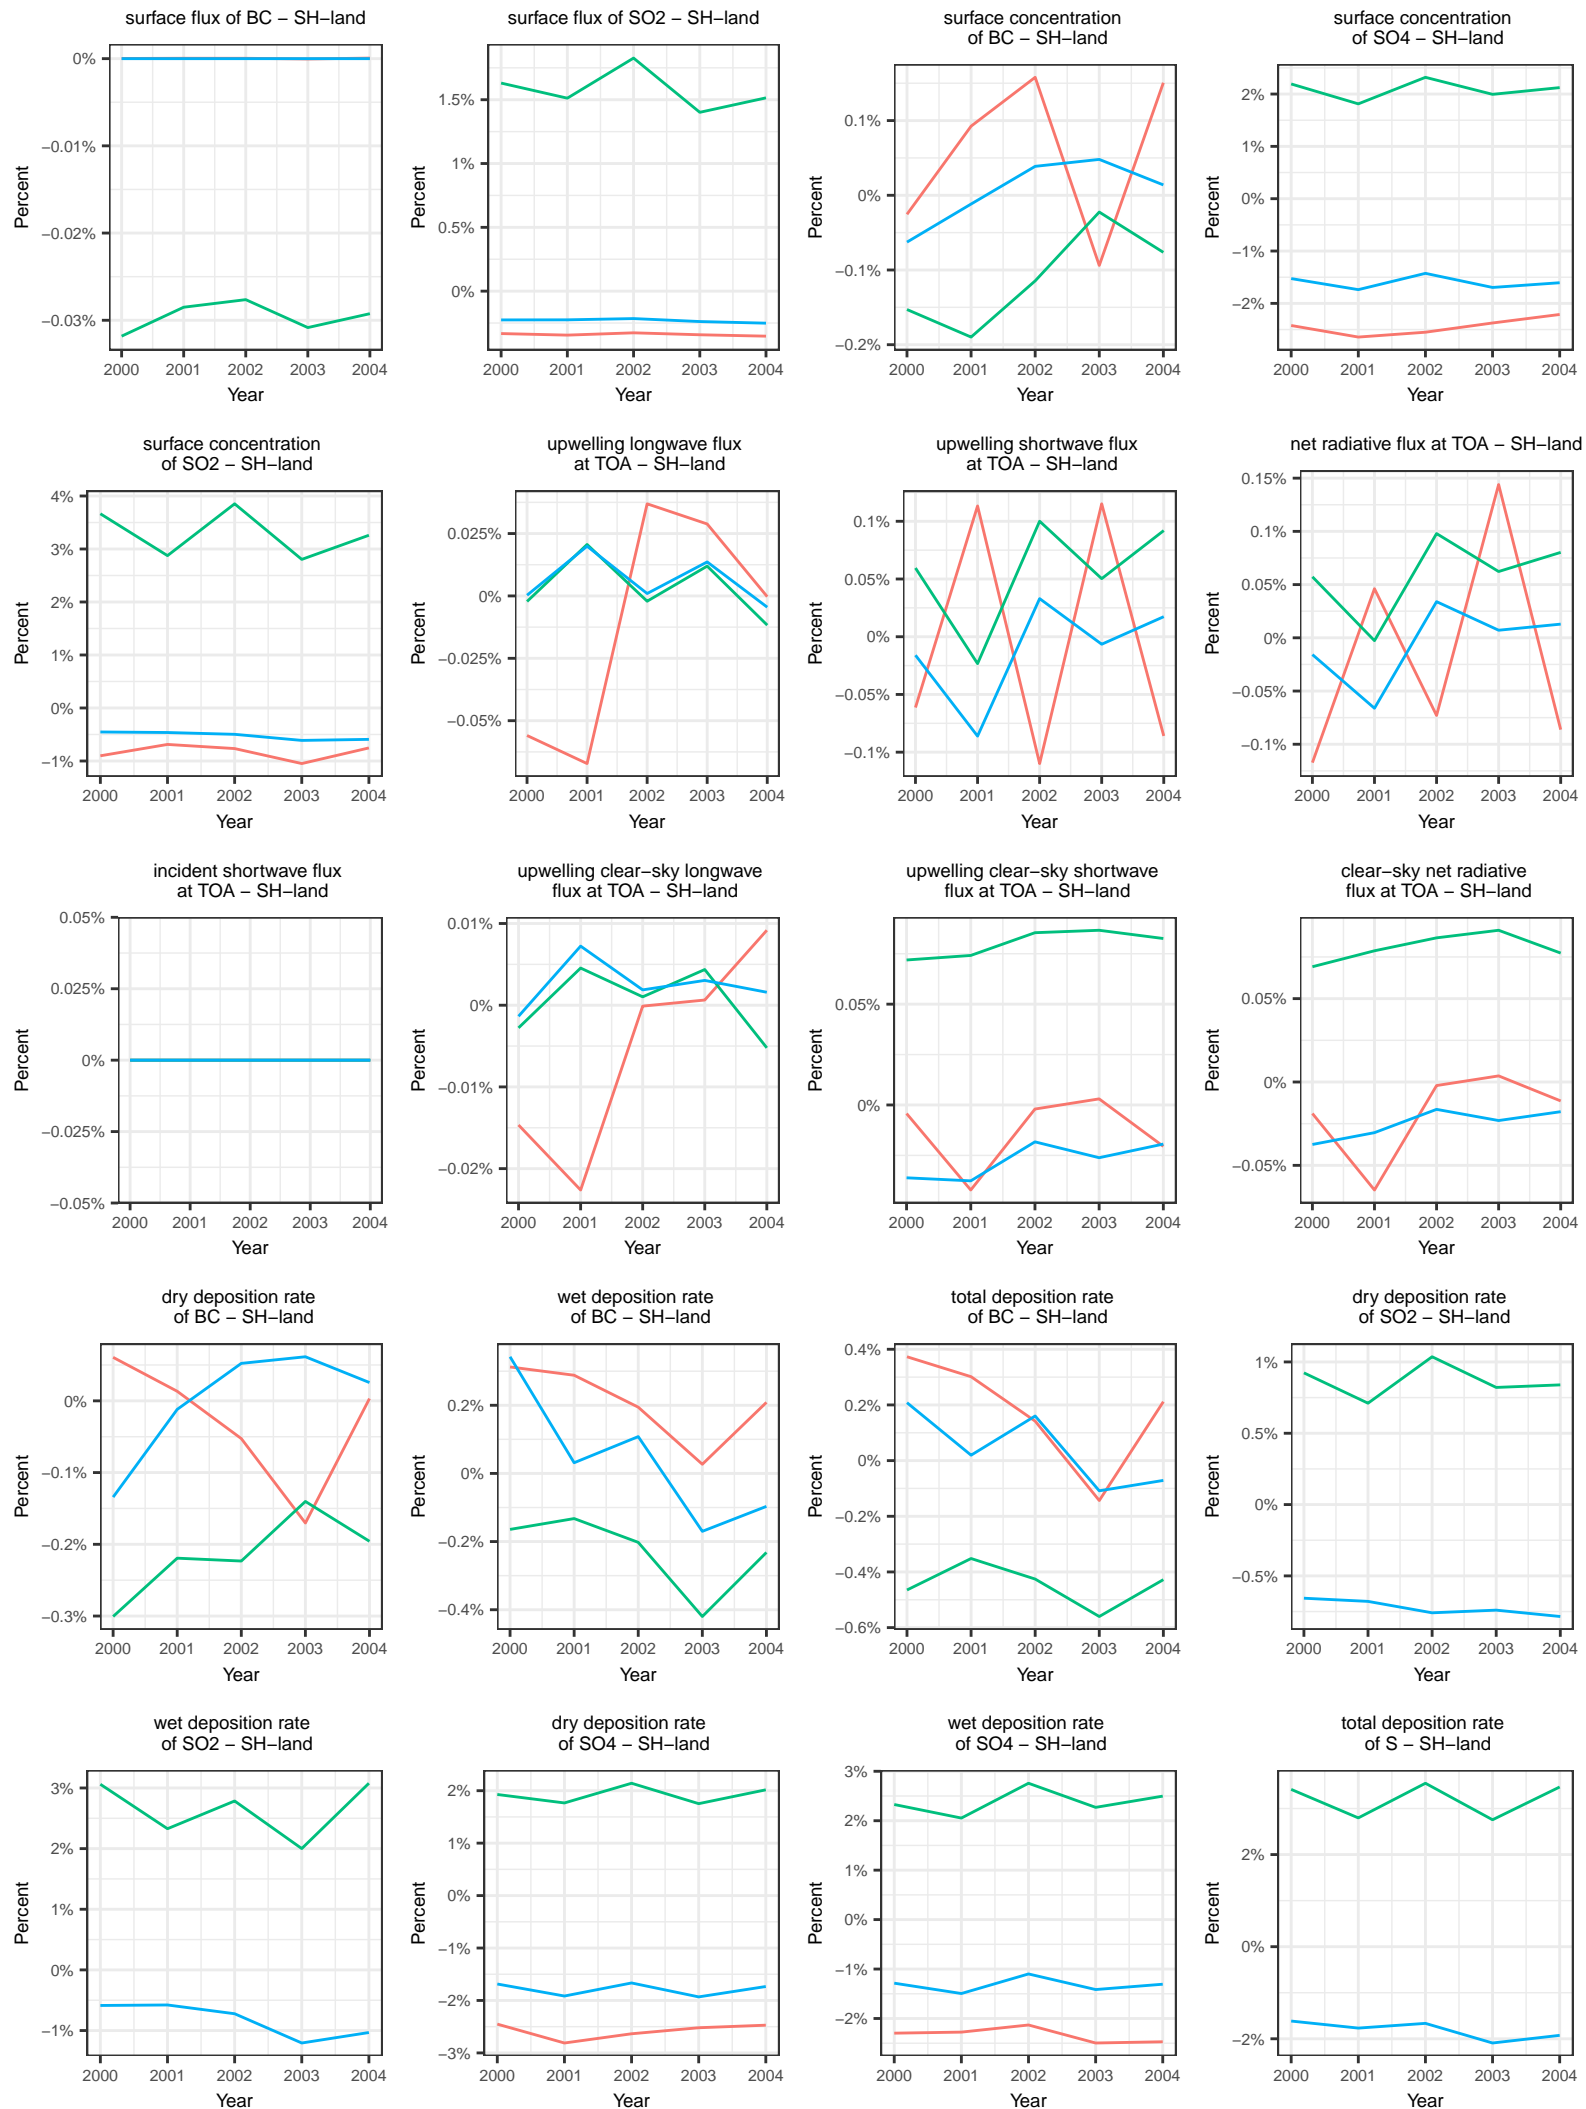 surface flux of BC − SH−land
0%
−0.01%
−0.02%
−0.03%
Percent
2000 2001 2002 2003 2004
Year
surface flux of SO2 − SH−land
1.5%
1%
0.5%
0%
Percent
2000 2001 2002 2003 2004
Year
surface concentration
of BC − SH−land
0.1%
0%
−0.1%
−0.2%
Percent
2000 2001 2002 2003 2004
Year
surface concentration
of SO4 − SH−land
2%
1%
0%
−1%
−2%
Percent
2000 2001 2002 2003 2004
Year
surface concentration
of SO2 − SH−land
4%
3%
2%
1%
0%
−1%
Percent
2000 2001 2002 2003 2004
Year
upwelling longwave flux
at TOA − SH−land
0.025%
0%
−0.025%
−0.05%
Percent
2000 2001 2002 2003 2004
Year
upwelling shortwave flux
at TOA − SH−land
0.1%
0.05%
0%
−0.05%
−0.1%
Percent
2000 2001 2002 2003 2004
Year
net radiative flux at TOA − SH−land
0.15%
0.1%
0.05%
0%
−0.05%
−0.1%
Percent
2000 2001 2002 2003 2004
Year
incident shortwave flux
at TOA − SH−land
0.05%
0.025%
0%
−0.025%
−0.05%
Percent
2000 2001 2002 2003 2004
Year
upwelling clear−sky longwave
flux at TOA − SH−land
0.01%
0%
−0.01%
−0.02%
Percent
2000 2001 2002 2003 2004
Year
upwelling clear−sky shortwave
flux at TOA − SH−land
0.05%
0%
Percent
2000 2001 2002 2003 2004
Year
clear−sky net radiative
flux at TOA − SH−land
0.05%
0%
−0.05%
Percent
2000 2001 2002 2003 2004
Year
dry deposition rate
of BC − SH−land
0%
−0.1%
−0.2%
−0.3%
Percent
2000 2001 2002 2003 2004
Year
wet deposition rate
of BC − SH−land
0.2%
0%
−0.2%
−0.4%
Percent
2000 2001 2002 2003 2004
Year
total deposition rate
of BC − SH−land
0.4%
0.2%
0%
−0.2%
−0.4%
−0.6%
Percent
2000 2001 2002 2003 2004
Year
dry deposition rate
of SO2 − SH−land
1%
0.5%
0%
−0.5%
Percent
2000 2001 2002 2003 2004
Year
wet deposition rate
of SO2 − SH−land
3%
2%
1%
0%
−1%
Percent
2000 2001 2002 2003 2004
Year
dry deposition rate
of SO4 − SH−land
2%
1%
0%
−1%
−2%
−3%
Percent
2000 2001 2002 2003 2004
Year
wet deposition rate
of SO4 − SH−land
3%
2%
1%
0%
−1%
−2%
Percent
2000 2001 2002 2003 2004
Year
total deposition rate
of S − SH−land
2%
0%
−2%
Percent
2000 2001 2002 2003 2004
Year